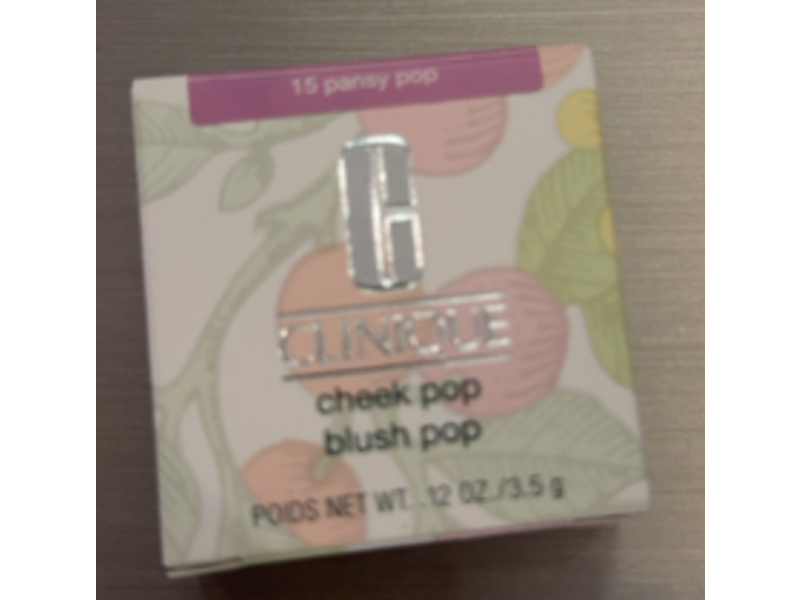 15 pansy pop
CLINIQUE
cheek pop
blush pop
POIDS NET WT. .12 OZ./3.5 g